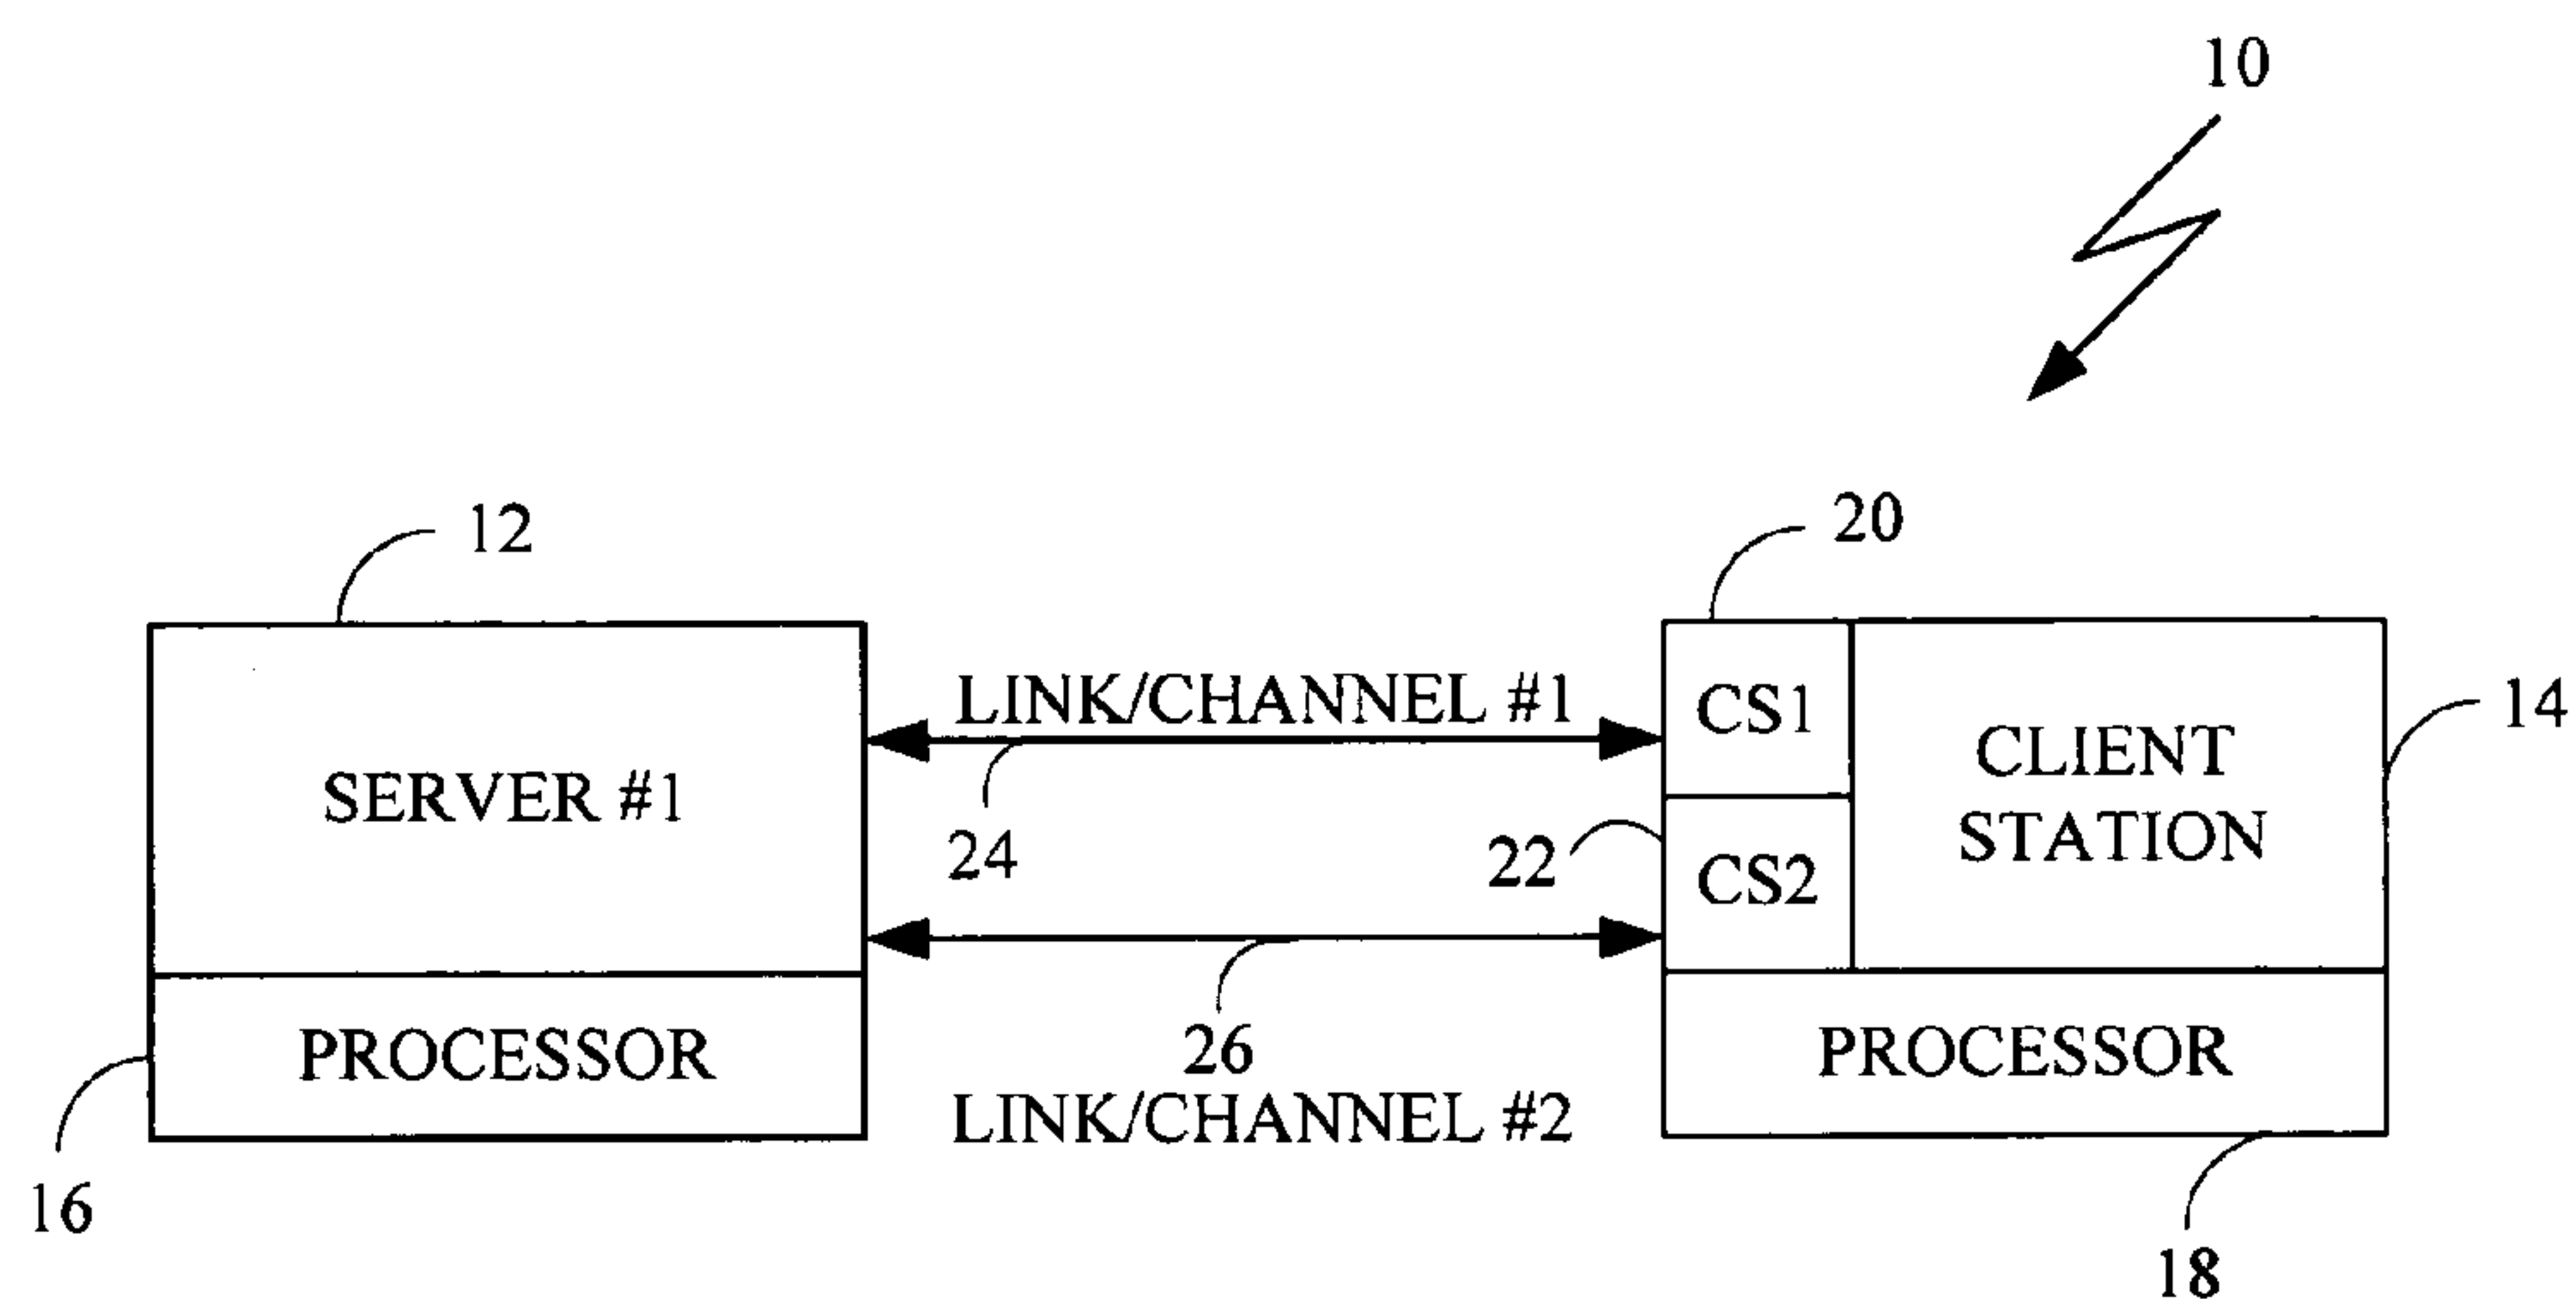 10
12
20
LINK/CHANNEL #1
CS1
14
CLIENT
STATION
SERVER #1
24
22
CS2
26
PROCESSOR
PROCESSOR
LINK/CHANNEL #2
16
18